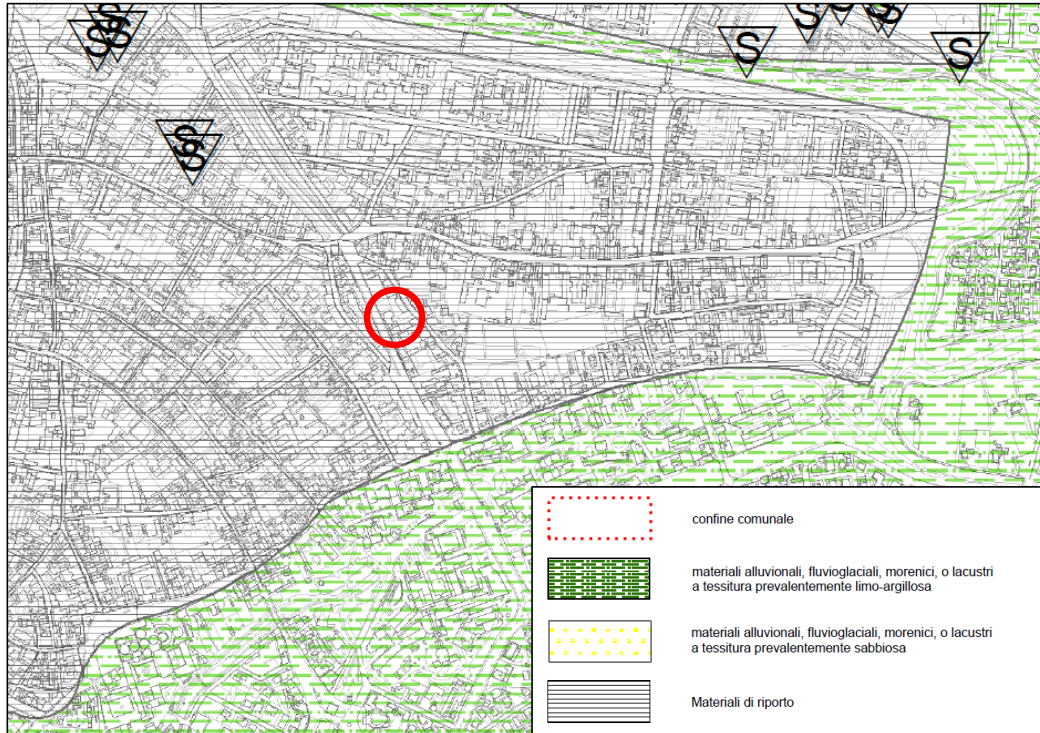 S
S
S
S
S
S
S
S
S
confine comunale
materiali alluvionali, fluvioglaciali, morenici, o lacustri
a tessitura prevalentemente limo-argillosa
materiali alluvionali, fluvioglaciali, morenici, o lacustri
a tessitura prevalentemente sabbiosa
Materiali di riporto